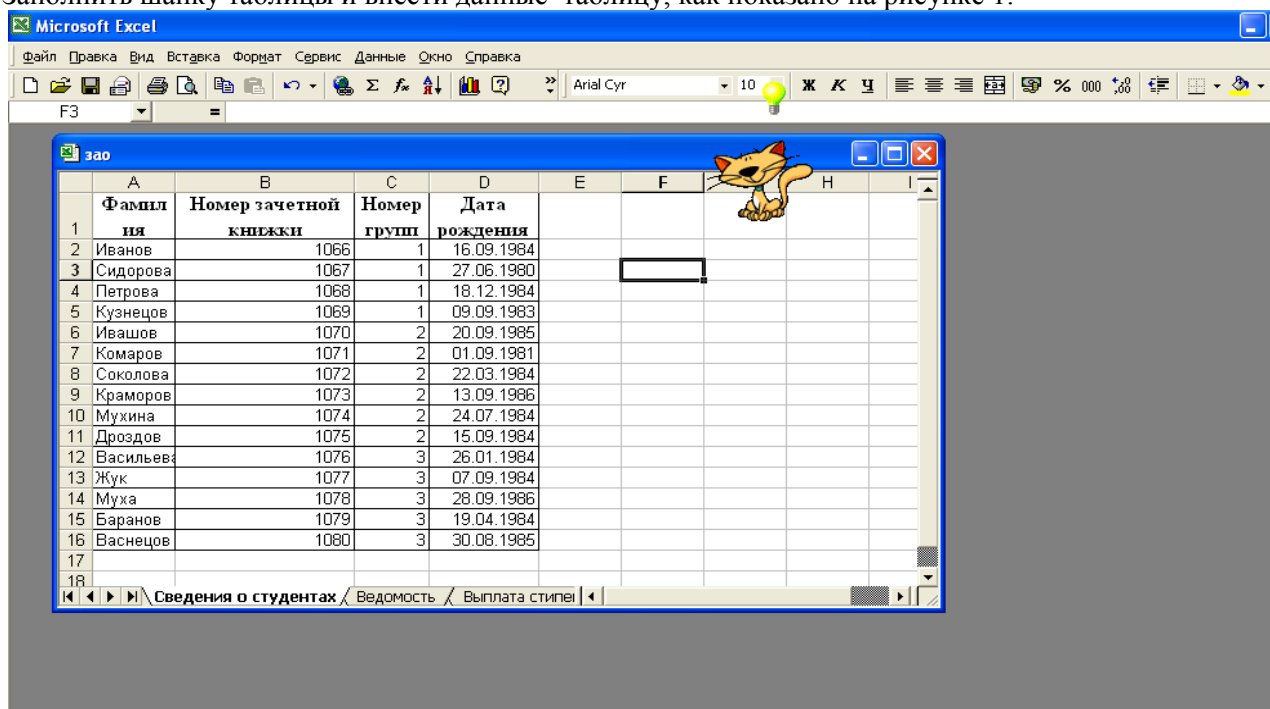 Заполнить шапку таблицы и внести данные таблицу, как показано на рисунке 1.
Microsoft Excel
Файл Правка Вид Вставка Формат Сервис Данные Окно Справка
Arial Cyr 10 Ж К Ч % 000
F3 =
зао
A B C D E F H I
Фамил Номер зачетной Номер Дата
1 ия книжки групп рождения
2 Иванов 1066 1 16.09.1984
3 Сидорова 1067 1 27.06.1980
4 Петрова 1068 1 18.12.1984
5 Кузнецов 1069 1 09.09.1983
6 Ивашов 1070 2 20.09.1985
7 Комаров 1071 2 01.09.1981
8 Соколова 1072 2 22.03.1984
9 Краморов 1073 2 13.09.1986
10 Мухина 1074 2 24.07.1984
11 Дроздов 1075 2 15.09.1984
12 Васильева 1076 3 26.01.1984
13 Жук 1077 3 07.09.1984
14 Муха 1078 3 28.09.1986
15 Баранов 1079 3 19.04.1984
16 Васнецов 1080 3 30.08.1985
17
18
Сведения о студентах Ведомость Выплата стипен